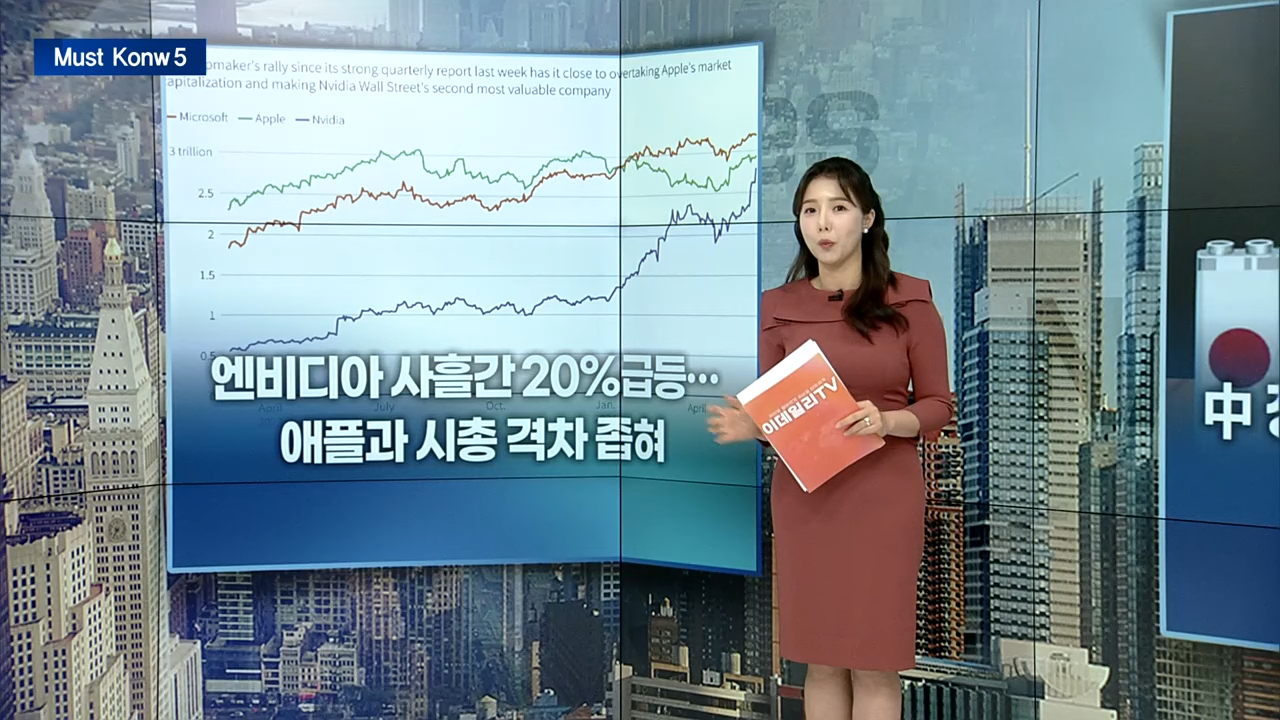 Must Konw 5
pmaker's rally since its strong quarterly report last week has it close to overtaking Apple's market
apitalization and making Nvidia Wall Street's second most valuable company
Microsoft Apple Nvidia
3 trillion
2.5
2
1.5
1
0.5
April July Oct. Jan. April
엔비디아 사흘간 20%급등…
애플과 시총 격차 좁혀
이데일리TV
中